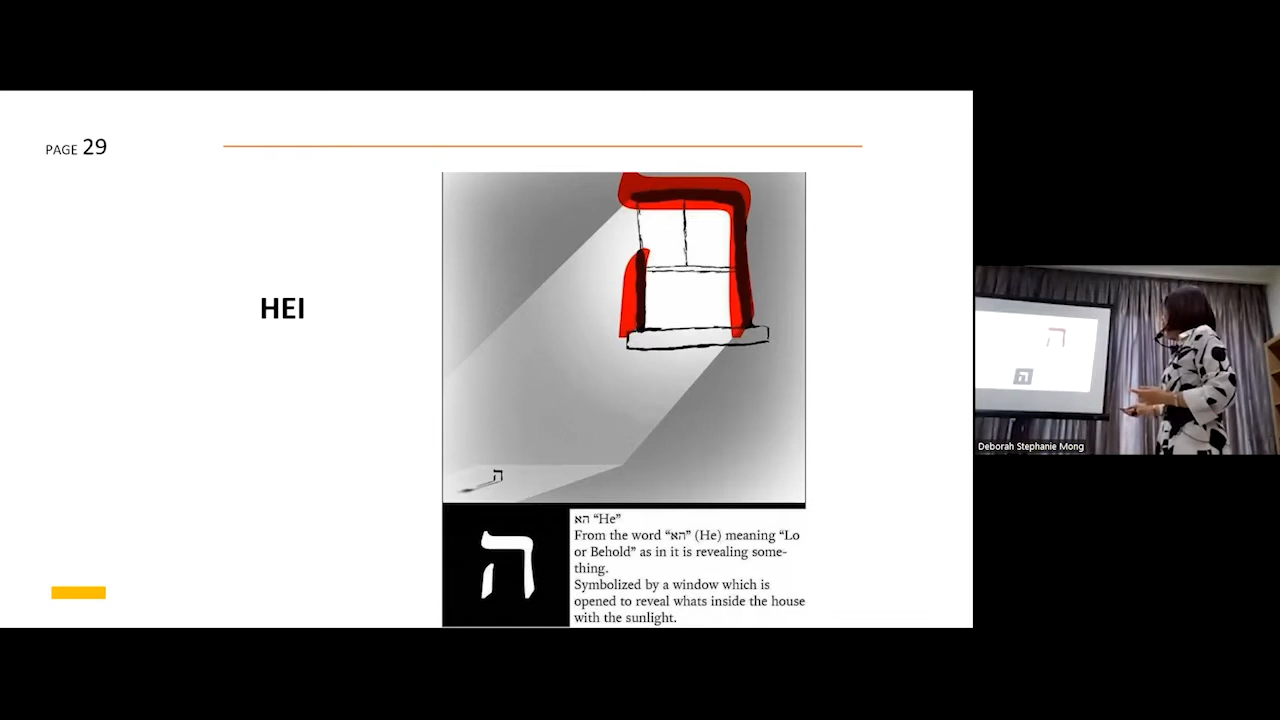 PAGE 29
HEI
ה
הא “He”
From the word “הא” (He) meaning “Lo
or Behold” as in it is revealing some-
thing.
Symbolized by a window which is
opened to reveal whats inside the house
with the sunlight.
ה
ה
Deborah Stephanie Mong